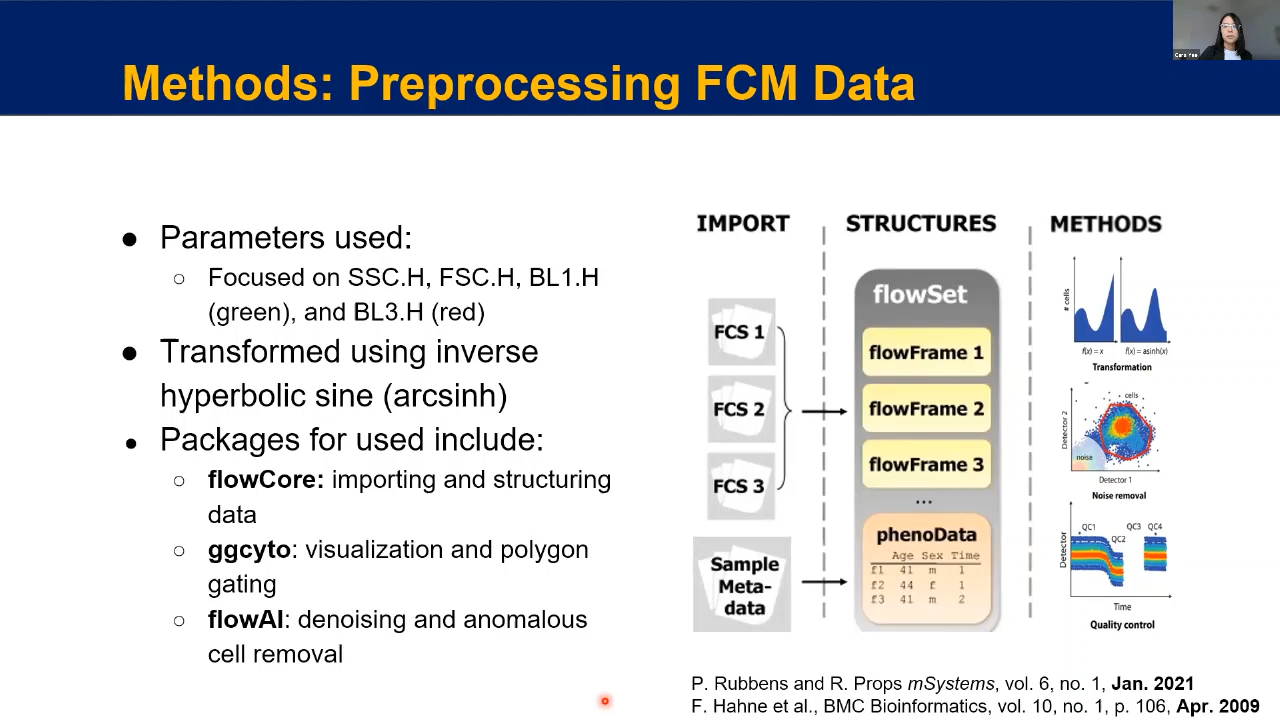 Methods: Preprocessing FCM Data
● Parameters used:
○ Focused on SSC.H, FSC.H, BL1.H
(green), and BL3.H (red)
● Transformed using inverse
hyperbolic sine (arcsinh)
● Packages for used include:
○ flowCore: importing and structuring
data
○ ggcyto: visualization and polygon
gating
○ flowAI: denoising and anomalous
cell removal
IMPORT
FCS 1
FCS 2
FCS 3
Sample
Meta-
data
STRUCTURES
flowSet
flowFrame 1
flowFrame 2
flowFrame 3
...
phenoData
Age Sex Time
f1 41 m 1
f2 44 f 1
f3 41 m 2
METHODS
# cells
f(x) = x
f(x) = asinh(x)
Transformation
Detector 2
cells
noise
Detector 1
Noise removal
Detector
QC1
QC2
QC3
QC4
Time
Quality control
P. Rubbens and R. Props mSystems, vol. 6, no. 1, Jan. 2021
F. Hahne et al., BMC Bioinformatics, vol. 10, no. 1, p. 106, Apr. 2009